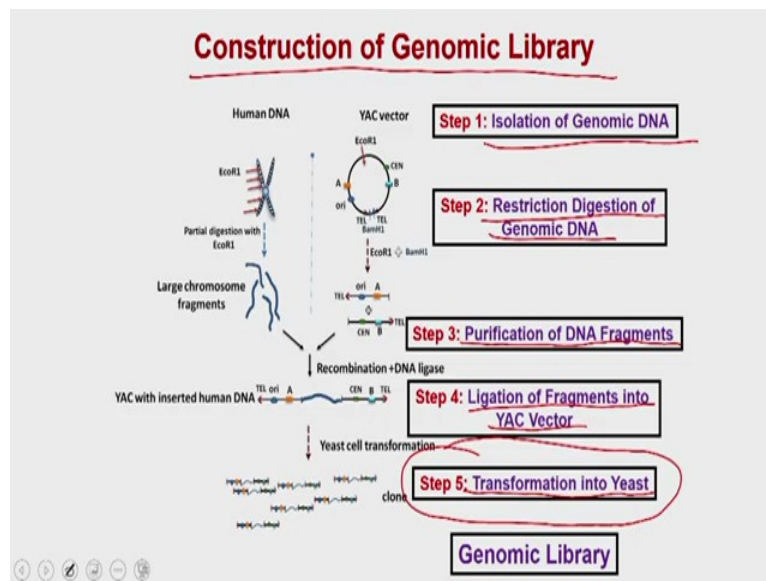 Construction of Genomic Library
Human DNA
YAC vector
Step 1: Isolation of Genomic DNA
EcoR1
EcoR1
CEN
A
B
ori
TEL TEL
BamH1
Step 2: Restriction Digestion of
Genomic DNA
Partial digestion with
EcoR1
EcoR1
BamH1
Large chromosome
fragments
ori A
TEL
TEL
CEN B
Step 3: Purification of DNA Fragments
Recombination +DNA ligase
TEL ori A
CEN B TEL
YAC with inserted human DNA
Step 4: Ligation of Fragments into
YAC Vector
Yeast cell transformation
clone
Step 5: Transformation into Yeast
Genomic Library